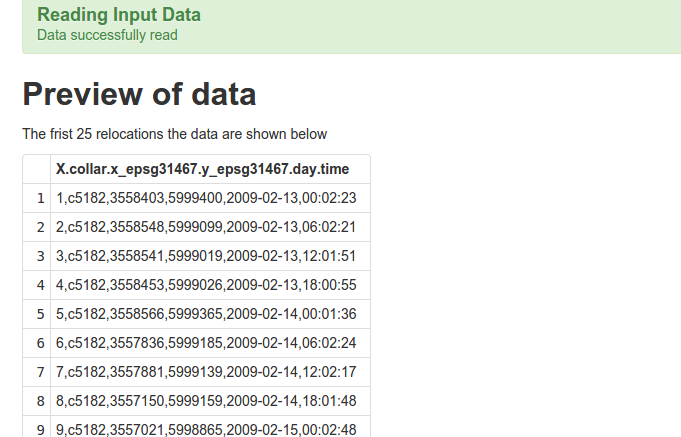 Reading Input Data
Data successfully read
Preview of data
The frist 25 relocations the data are shown below
X.collar.x_epsg31467.y_epsg31467.day.time
1 1,c5182,3558403,5999400,2009-02-13,00:02:23
2 2,c5182,3558548,5999099,2009-02-13,06:02:21
3 3,c5182,3558541,5999019,2009-02-13,12:01:51
4 4,c5182,3558453,5999026,2009-02-13,18:00:55
5 5,c5182,3558566,5999365,2009-02-14,00:01:36
6 6,c5182,3557836,5999185,2009-02-14,06:02:24
7 7,c5182,3557881,5999139,2009-02-14,12:02:17
8 8,c5182,3557150,5999159,2009-02-14,18:01:48
9 9,c5182,3557021,5998865,2009-02-15,00:02:48